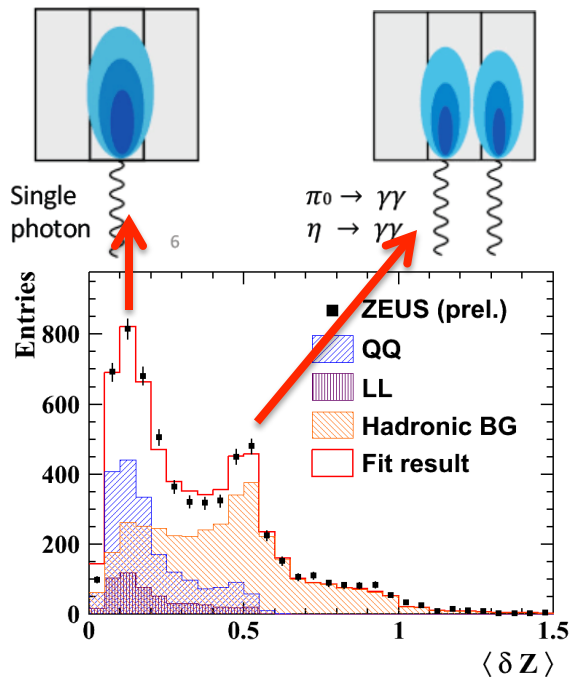 Single
photon
6
π0 → γγ
η → γγ
Entries
800
600
400
200
0
ZEUS (prel.)
QQ
LL
Hadronic BG
Fit result
0 0.5 1 1.5
⟨ δ Z ⟩